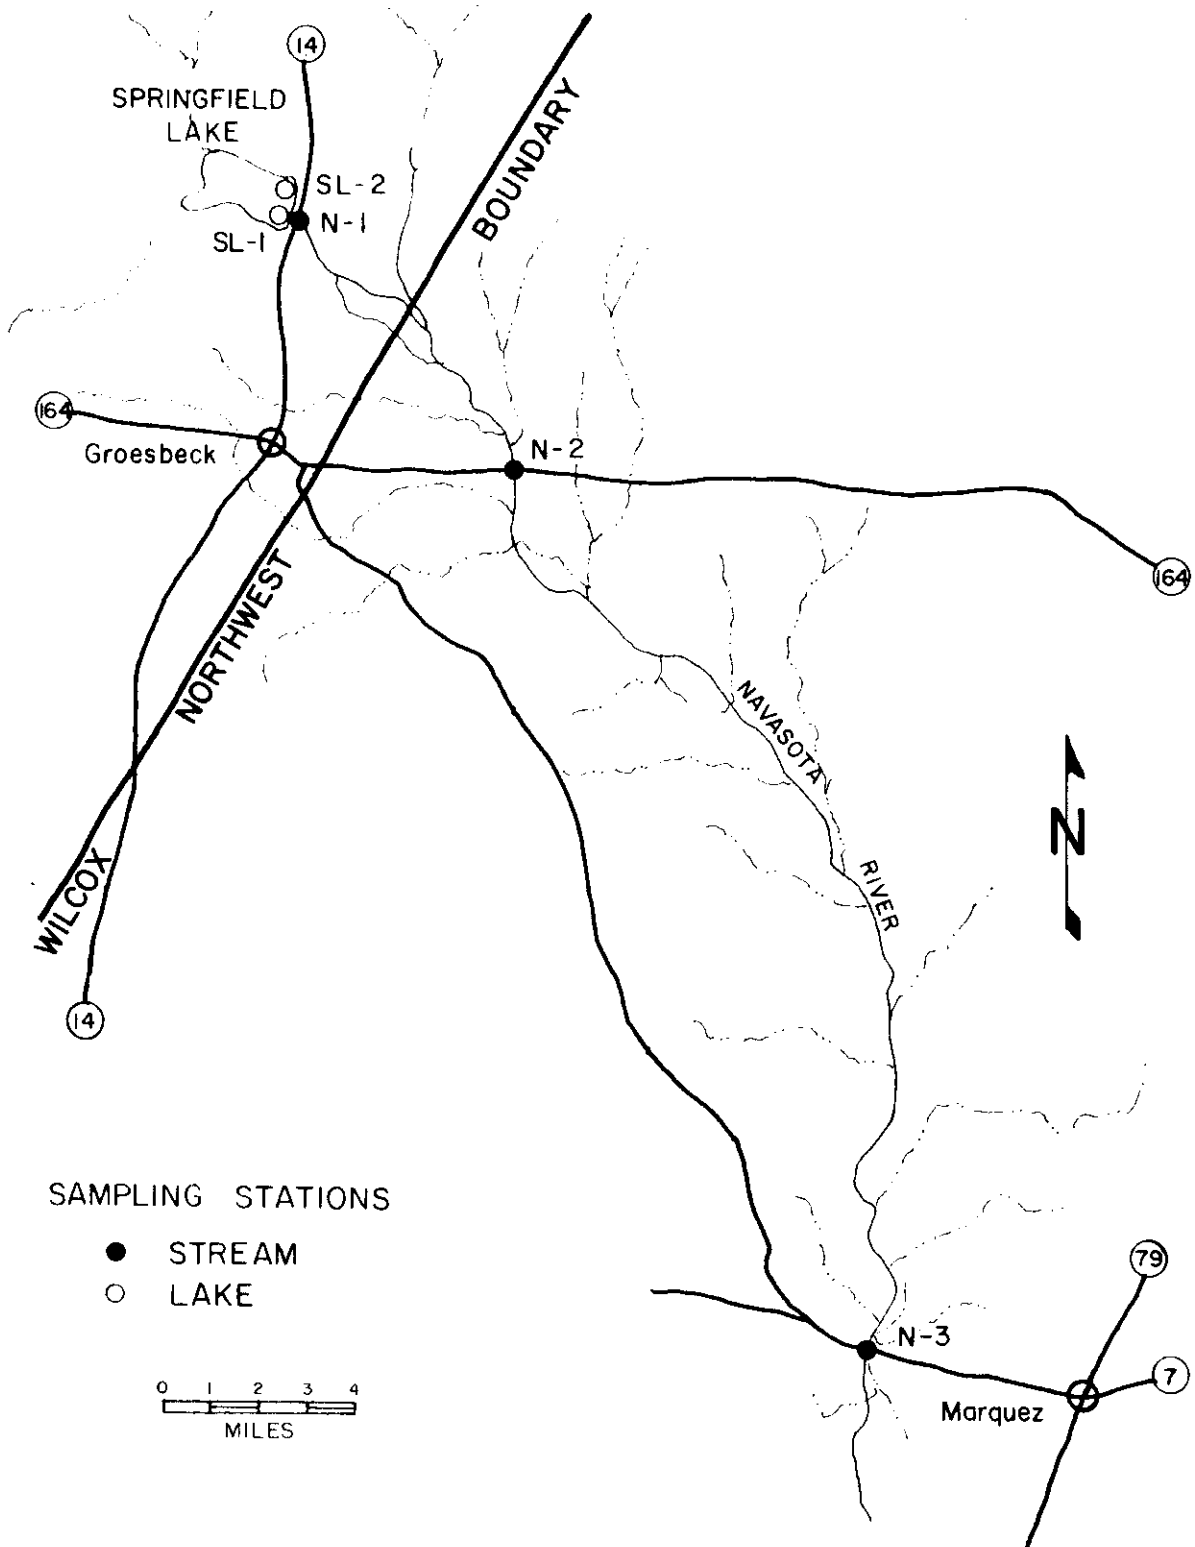 14
SPRINGFIELD
LAKE
SL-2
N-1
SL-1
BOUNDARY
164
Groesbeck
N-2
164
NORTHWEST
NAVASOTA
RIVER
N
WILCOX
14
SAMPLING STATIONS
STREAM
LAKE
79
N-3
7
Marquez
0 1 2 3 4
MILES